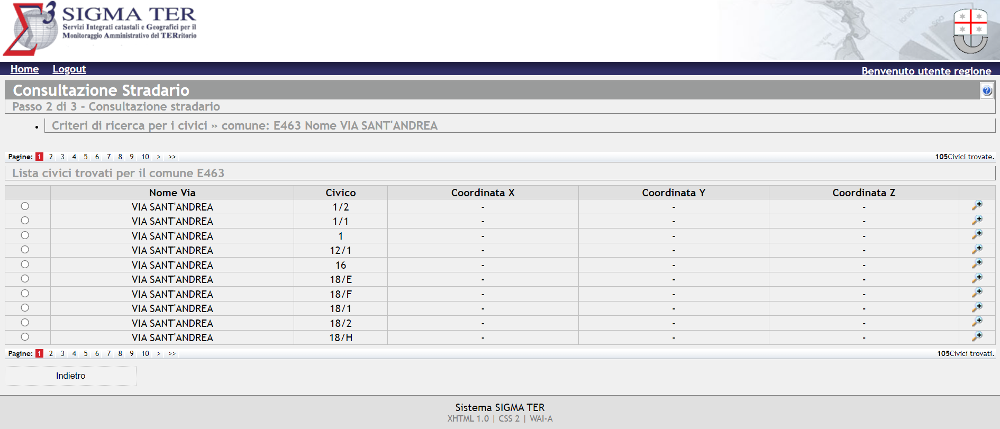 SIGMA TER
Servizi Integrati catastali e Geografici per il
Monitoraggio Amministrativo del TERritorio
Home Logout Benvenuto utente regione
Consultazione Stradario
Passo 2 di 3 - Consultazione stradario
• Criteri di ricerca per i civici » comune: E463 Nome VIA SANT'ANDREA
Pagine: 1 2 3 4 5 6 7 8 9 10 > >> 105Civici trovate.
Lista civici trovati per il comune E463
Nome Via Civico Coordinata X Coordinata Y Coordinata Z
VIA SANT'ANDREA 1/2 - - -
VIA SANT'ANDREA 1/1 - - -
VIA SANT'ANDREA 1 - - -
VIA SANT'ANDREA 12/1 - - -
VIA SANT'ANDREA 16 - - -
VIA SANT'ANDREA 18/E - - -
VIA SANT'ANDREA 18/F - - -
VIA SANT'ANDREA 18/1 - - -
VIA SANT'ANDREA 18/2 - - -
VIA SANT'ANDREA 18/H - - -
Pagine: 1 2 3 4 5 6 7 8 9 10 > >> 105Civici trovati.
Indietro
Sistema SIGMA TER
XHTML 1.0 | CSS 2 | WAI-A